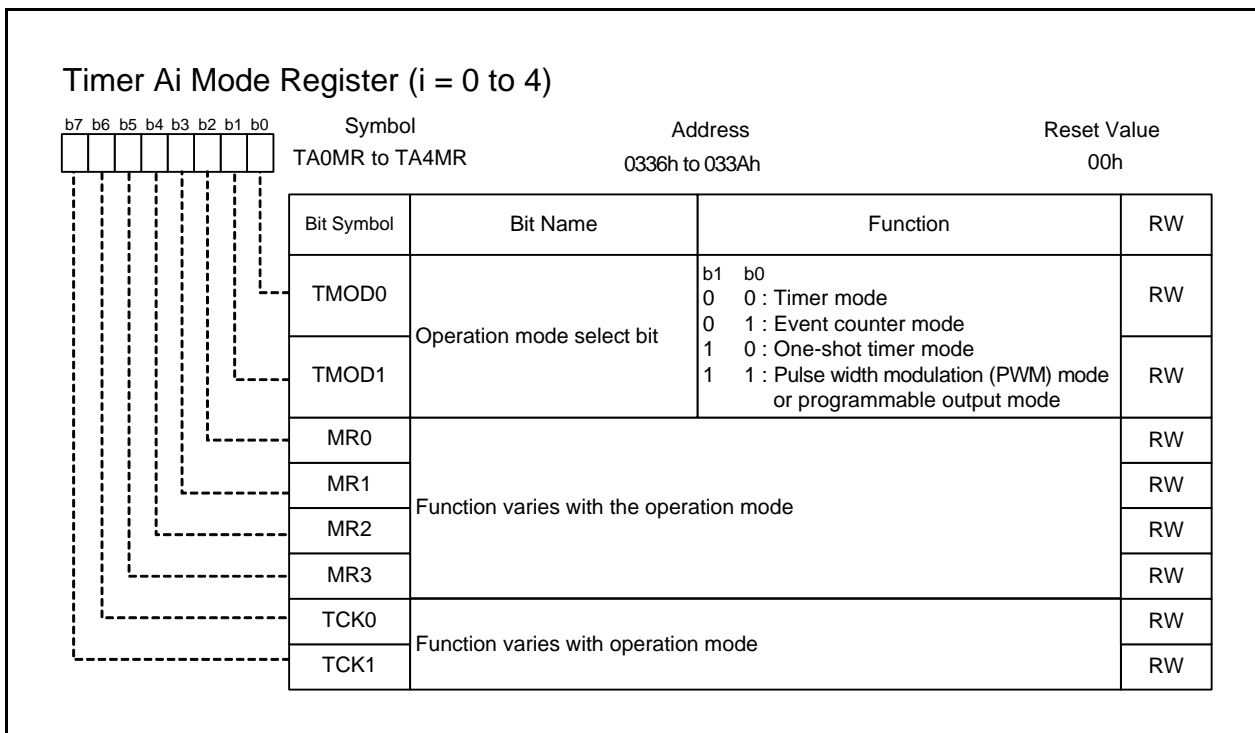 Timer Ai Mode Register (i = 0 to 4)
b7 b6 b5 b4 b3 b2 b1 b0
Symbol Address Reset Value
TA0MR to TA4MR 0336h to 033Ah 00h
Bit Symbol Bit Name Function RW
TMOD0 Operation mode select bit b1 b0 RW
0 0 : Timer mode
0 1 : Event counter mode
TMOD1 1 0 : One-shot timer mode RW
1 1 : Pulse width modulation (PWM) mode
or programmable output mode
MR0 Function varies with the operation mode RW
MR1 RW
MR2 RW
MR3 RW
TCK0 Function varies with operation mode RW
TCK1 RW